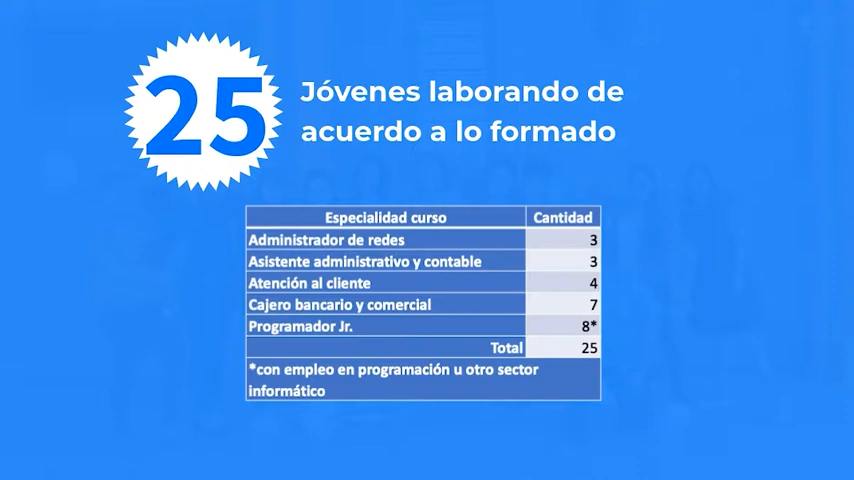 25
Jóvenes laborando de
acuerdo a lo formado
Especialidad curso Cantidad
Administrador de redes 3
Asistente administrativo y contable 3
Atención al cliente 4
Cajero bancario y comercial 7
Programador Jr. 8*
Total 25
*con empleo en programación u otro sector
informático